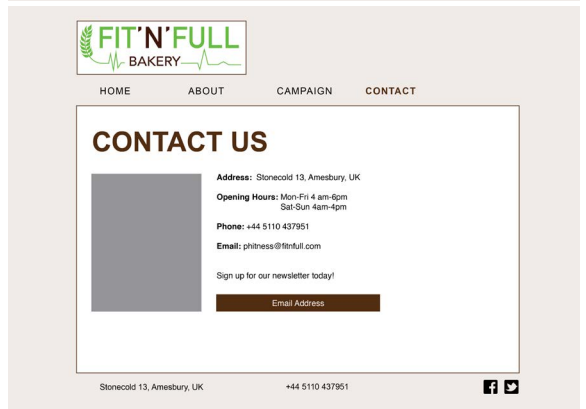 FIT'N'FULL
BAKERY
HOME ABOUT CAMPAIGN CONTACT
CONTACT US
Address: Stonecold 13, Amesbury, UK
Opening Hours: Mon-Fri 4 am-6pm
Sat-Sun 4am-4pm
Phone: +44 5110 437951
Email: phitness@fitnfull.com
Sign up for our newsletter today!
Email Address
Stonecold 13, Amesbury, UK +44 5110 437951